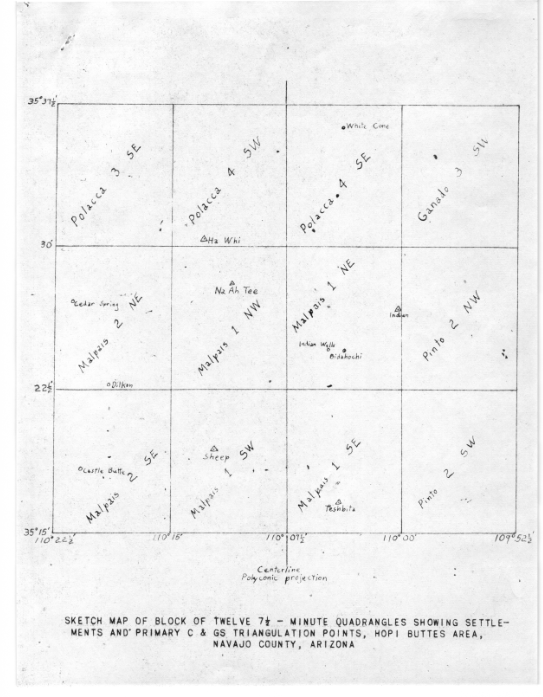 35°37½'
White Cone
Polacca 3 SE
Polacca 4 SW
Polacca 4 SE
Ganado 3 SW
30'
Ha Whi
Na Ah Tee
Cedar Spring
Malpais 2 NE
Malpais 1 NW
Malpais 1 NE
Indian
Pinto 2 NW
Indian Wells
Bidahochi
22½'
Dilkon
Castle Butte
Sheep
Malpais 2 SE
Malpais 1 SW
Malpais 1 SE
Pinto 2 SW
Teshbito
35°15'
110°22½'
110°15'
110°07½'
110°00'
109°52½'
Centerline
Polyconic projection
SKETCH MAP OF BLOCK OF TWELVE 7½ - MINUTE QUADRANGLES SHOWING SETTLE-
MENTS AND PRIMARY C & GS TRIANGULATION POINTS, HOPI BUTTES AREA,
NAVAJO COUNTY, ARIZONA